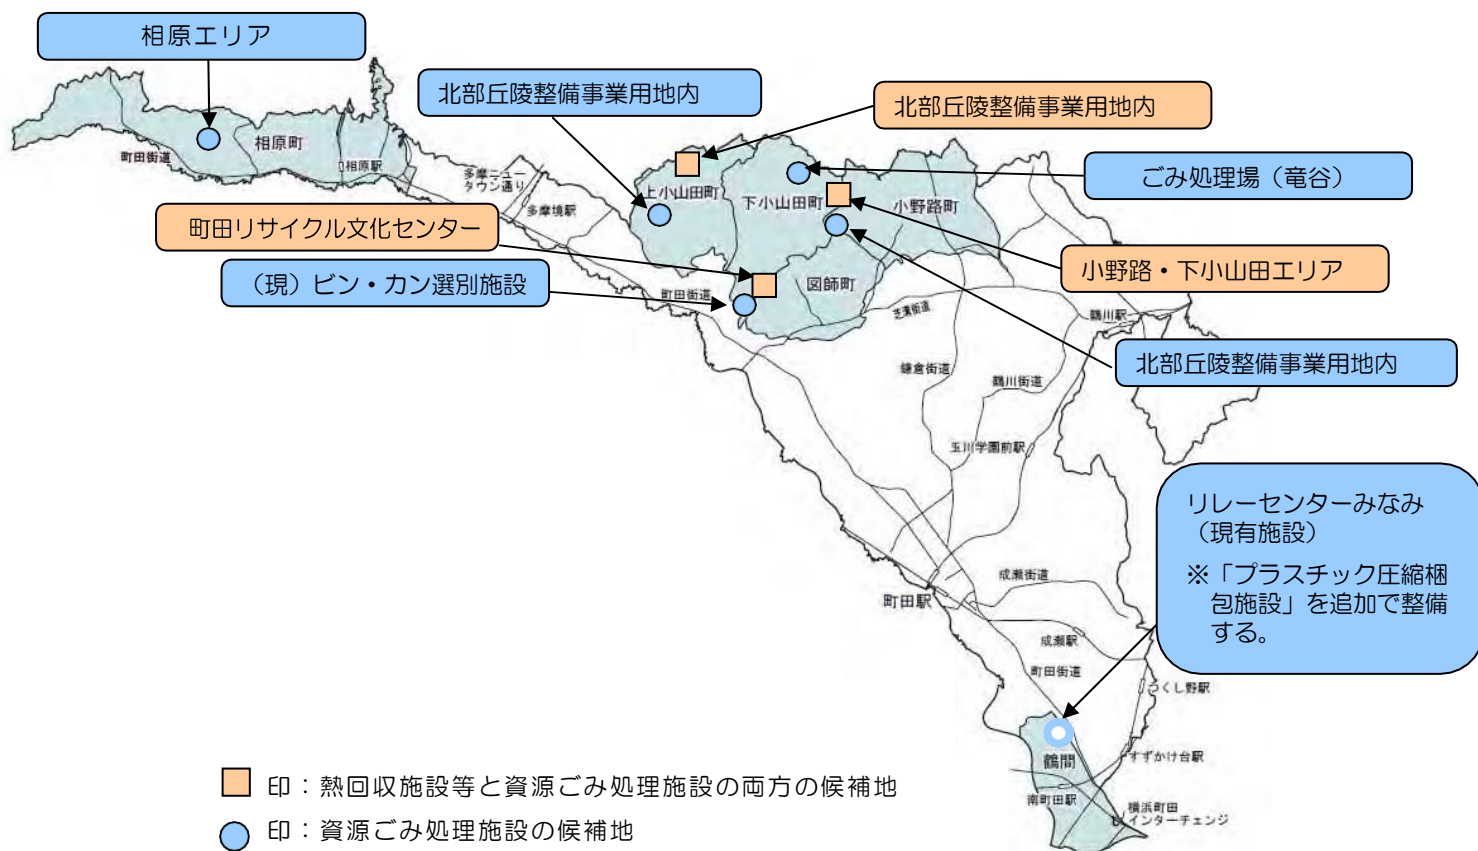 相原エリア
北部丘陵整備事業用地内
北部丘陵整備事業用地内
ごみ処理場（竜谷）
町田街道
相原町
相原駅
多摩ニュー
タウン通り
多摩境駅
上小山田町
下小山田町
小野路町
町田リサイクル文化センター
小野路・下小山田エリア
（現）ビン・カン選別施設
町田街道
図師町
芝溝街道
鶴川駅
北部丘陵整備事業用地内
鎌倉街道
鶴川街道
玉川学園前駅
リレーセンターみなみ
（現有施設）
※「プラスチック圧縮梱
包施設」を追加で整備
する。
成瀬街道
町田駅
成瀬駅
町田街道
つくし野駅
鶴間
すずかけ台駅
南町田駅
横浜町田
インターチェンジ
印：熱回収施設等と資源ごみ処理施設の両方の候補地
印：資源ごみ処理施設の候補地